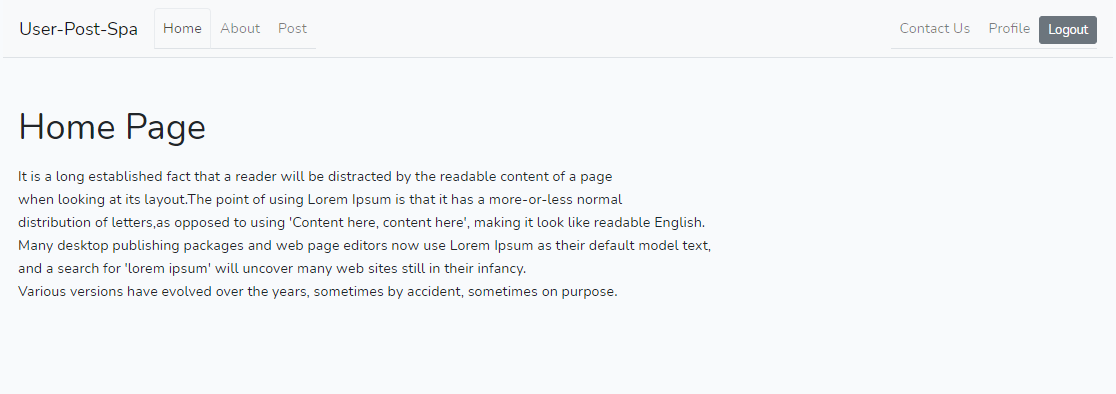 User-Post-Spa Home About Post Contact Us Profile Logout
Home Page
It is a long established fact that a reader will be distracted by the readable content of a page
when looking at its layout.The point of using Lorem Ipsum is that it has a more-or-less normal
distribution of letters,as opposed to using 'Content here, content here', making it look like readable English.
Many desktop publishing packages and web page editors now use Lorem Ipsum as their default model text,
and a search for 'lorem ipsum' will uncover many web sites still in their infancy.
Various versions have evolved over the years, sometimes by accident, sometimes on purpose.